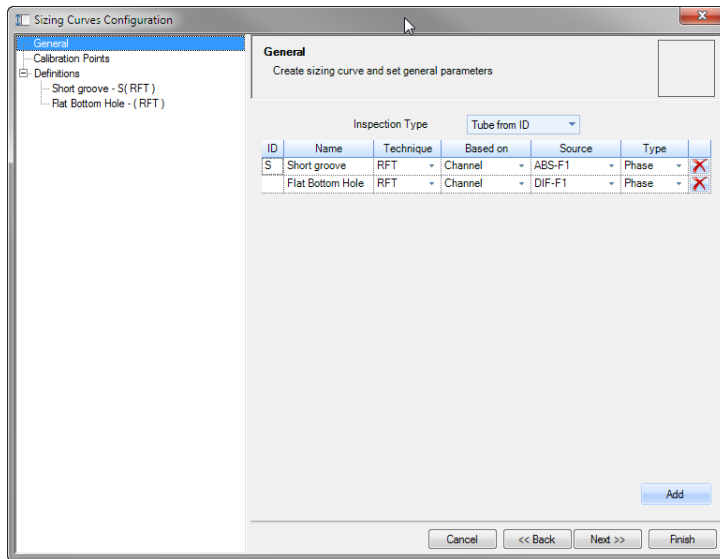 Sizing Curves Configuration
General
Calibration Points
Definitions
Short groove - S( RFT )
Flat Bottom Hole - ( RFT )
General
Create sizing curve and set general parameters
Inspection Type Tube from ID
ID Name Technique Based on Source Type
S Short groove RFT Channel ABS-F1 Phase
Flat Bottom Hole RFT Channel DIF-F1 Phase
Add
Cancel << Back Next >> Finish